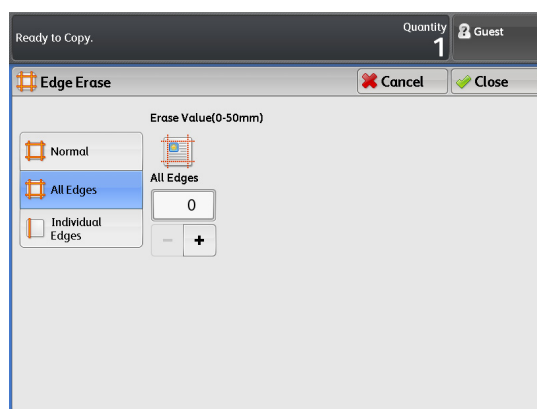 Ready to Copy.
Quantity
1
Guest
Edge Erase
Cancel
Close
Erase Value(0-50mm)
Normal
All Edges
Individual
Edges
All Edges
0
- +